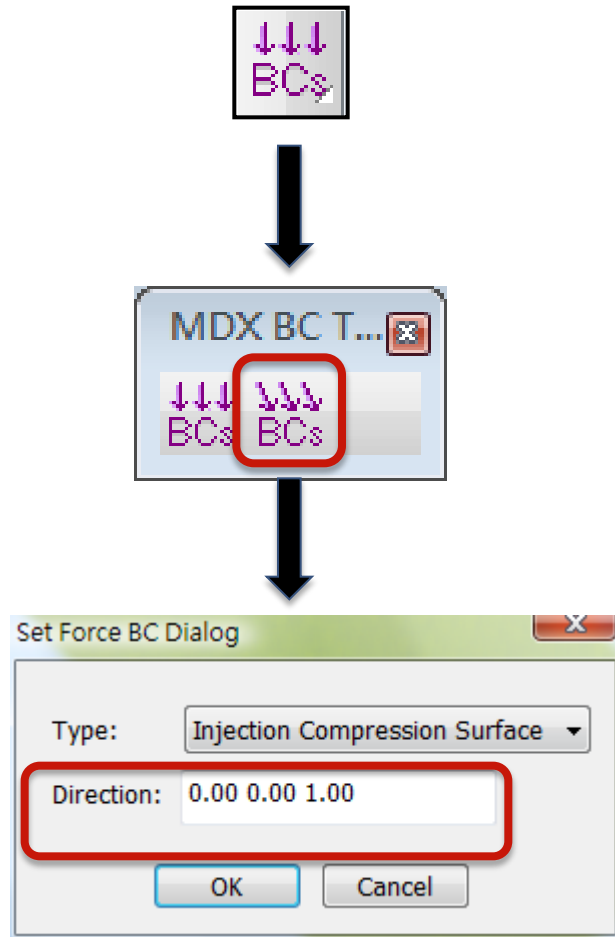 BCs
MDX BC T...
BCs BCs
Set Force BC Dialog
Type: Injection Compression Surface
Direction: 0.00 0.00 1.00
OK Cancel